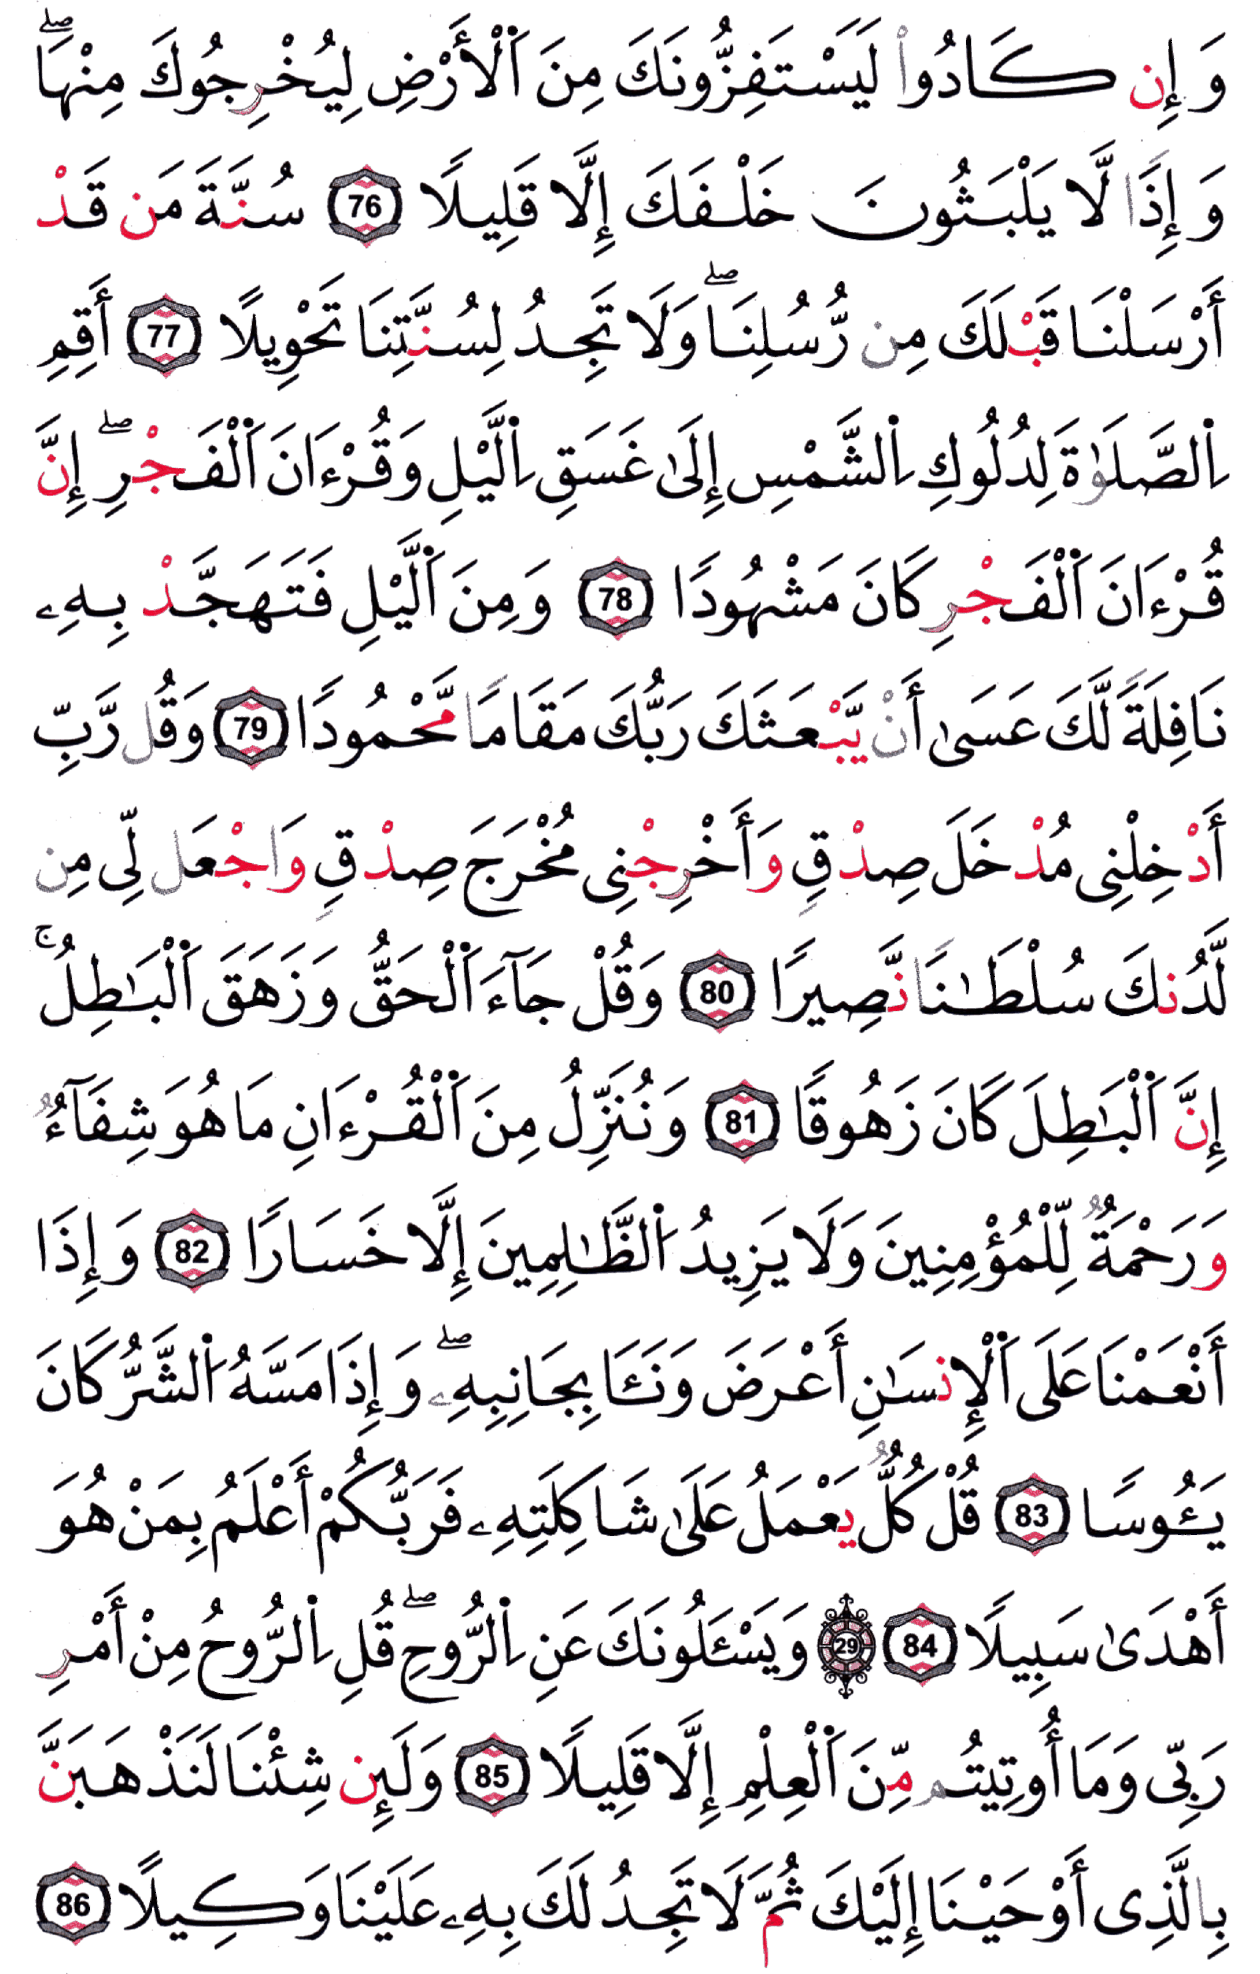 وَإِن كَادُوا۟ لَيَسْتَفِزُّونَكَ مِنَ ٱلْأَرْضِ لِيُخْرِجُوكَ مِنْهَا ۖ
وَإِذًا لَّا يَلْبَثُونَ خَلْفَكَ إِلَّا قَلِيلًا 76 سُنَّةَ مَن قَدْ
أَرْسَلْنَا قَبْلَكَ مِن رُّسُلِنَا ۖ وَلَا تَجِدُ لِسُنَّتِنَا تَحْوِيلًا 77 أَقِمِ
ٱلصَّلَوٰةَ لِدُلُوكِ ٱلشَّمْسِ إِلَىٰ غَسَقِ ٱلَّيْلِ وَقُرْءَانَ ٱلْفَجْرِ ۖ إِنَّ
قُرْءَانَ ٱلْفَجْرِ كَانَ مَشْهُودًا 78 وَمِنَ ٱلَّيْلِ فَتَهَجَّدْ بِهِۦ
نَافِلَةً لَّكَ عَسَىٰ أَنْ يَّبْعَثَكَ رَبُّكَ مَقَامًا مَّحْمُودًا 79 وَقُل رَّبِّ
أَدْخِلْنِى مُدْخَلَ صِدْقٍ وَأَخْرِجْنِى مُخْرَجَ صِدْقٍ وَاجْعَل لِّى مِن
لَّدُنكَ سُلْطَـٰنًا نَّصِيرًا 80 وَقُلْ جَآءَ ٱلْحَقُّ وَزَهَقَ ٱلْبَـٰطِلُ ۚ
إِنَّ ٱلْبَـٰطِلَ كَانَ زَهُوقًا 81 وَنُنَزِّلُ مِنَ ٱلْقُرْءَانِ مَا هُوَ شِفَآءٌ
وَرَحْمَةٌ لِّلْمُؤْمِنِينَ وَلَا يَزِيدُ ٱلظَّـٰلِمِينَ إِلَّا خَسَارًا 82 وَإِذَا
أَنْعَمْنَا عَلَى ٱلْإِنسَـٰنِ أَعْرَضَ وَنَـَٔا بِجَانِبِهِۦ ۖ وَإِذَا مَسَّهُ ٱلشَّرُّ كَانَ
يَـُٔوسًا 83 قُلْ كُلٌّ يَعْمَلُ عَلَىٰ شَاكِلَتِهِۦ فَرَبُّكُمْ أَعْلَمُ بِمَنْ هُوَ
أَهْدَىٰ سَبِيلًا 84 29 وَيَسْـَٔلُونَكَ عَنِ ٱلرُّوحِ ۖ قُلِ ٱلرُّوحُ مِنْ أَمْرِ
رَبِّى وَمَا أُوتِيتُم مِّنَ ٱلْعِلْمِ إِلَّا قَلِيلًا 85 وَلَئِن شِئْنَا لَنَذْهَبَنَّ
بِالَّذِى أَوْحَيْنَا إِلَيْكَ ثُمَّ لَا تَجِدُ لَكَ بِهِۦ عَلَيْنَا وَكِيلًا 86